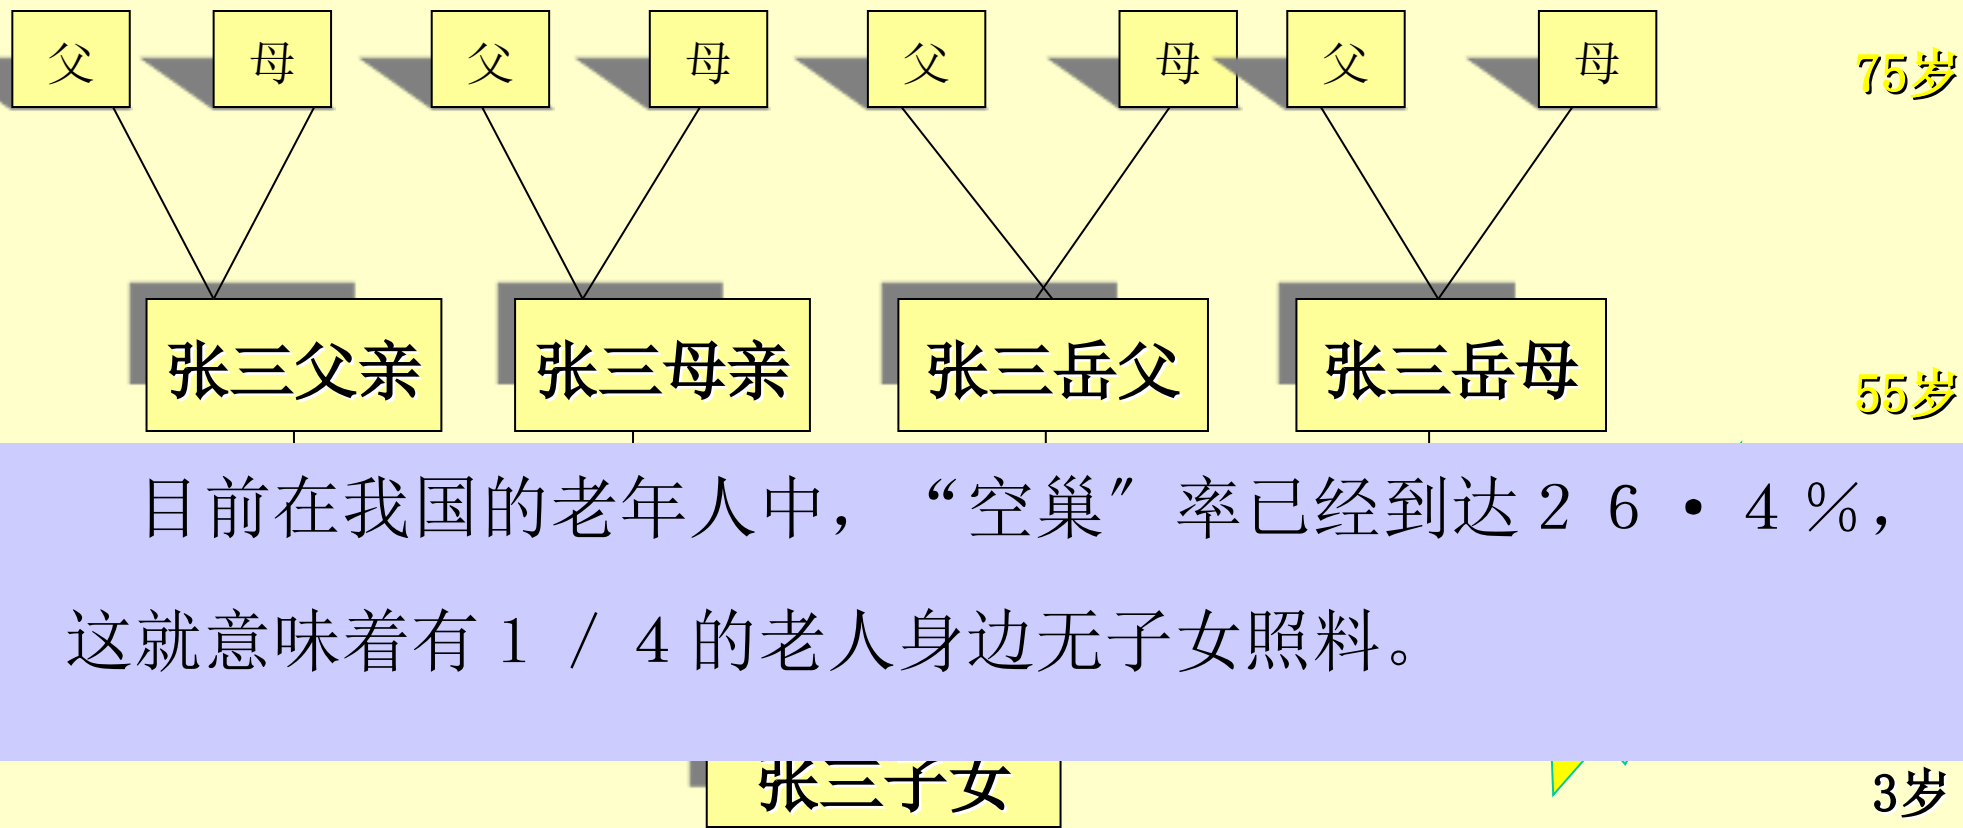 父 母 父 母 父 母 父 母 75岁
张三父亲 张三母亲 张三岳父 张三岳母 55岁
目前在我国的老年人中，“空巢〞率已经到达２６·４％，
这就意味着有１／４的老人身边无子女照料。
张三子女 3岁